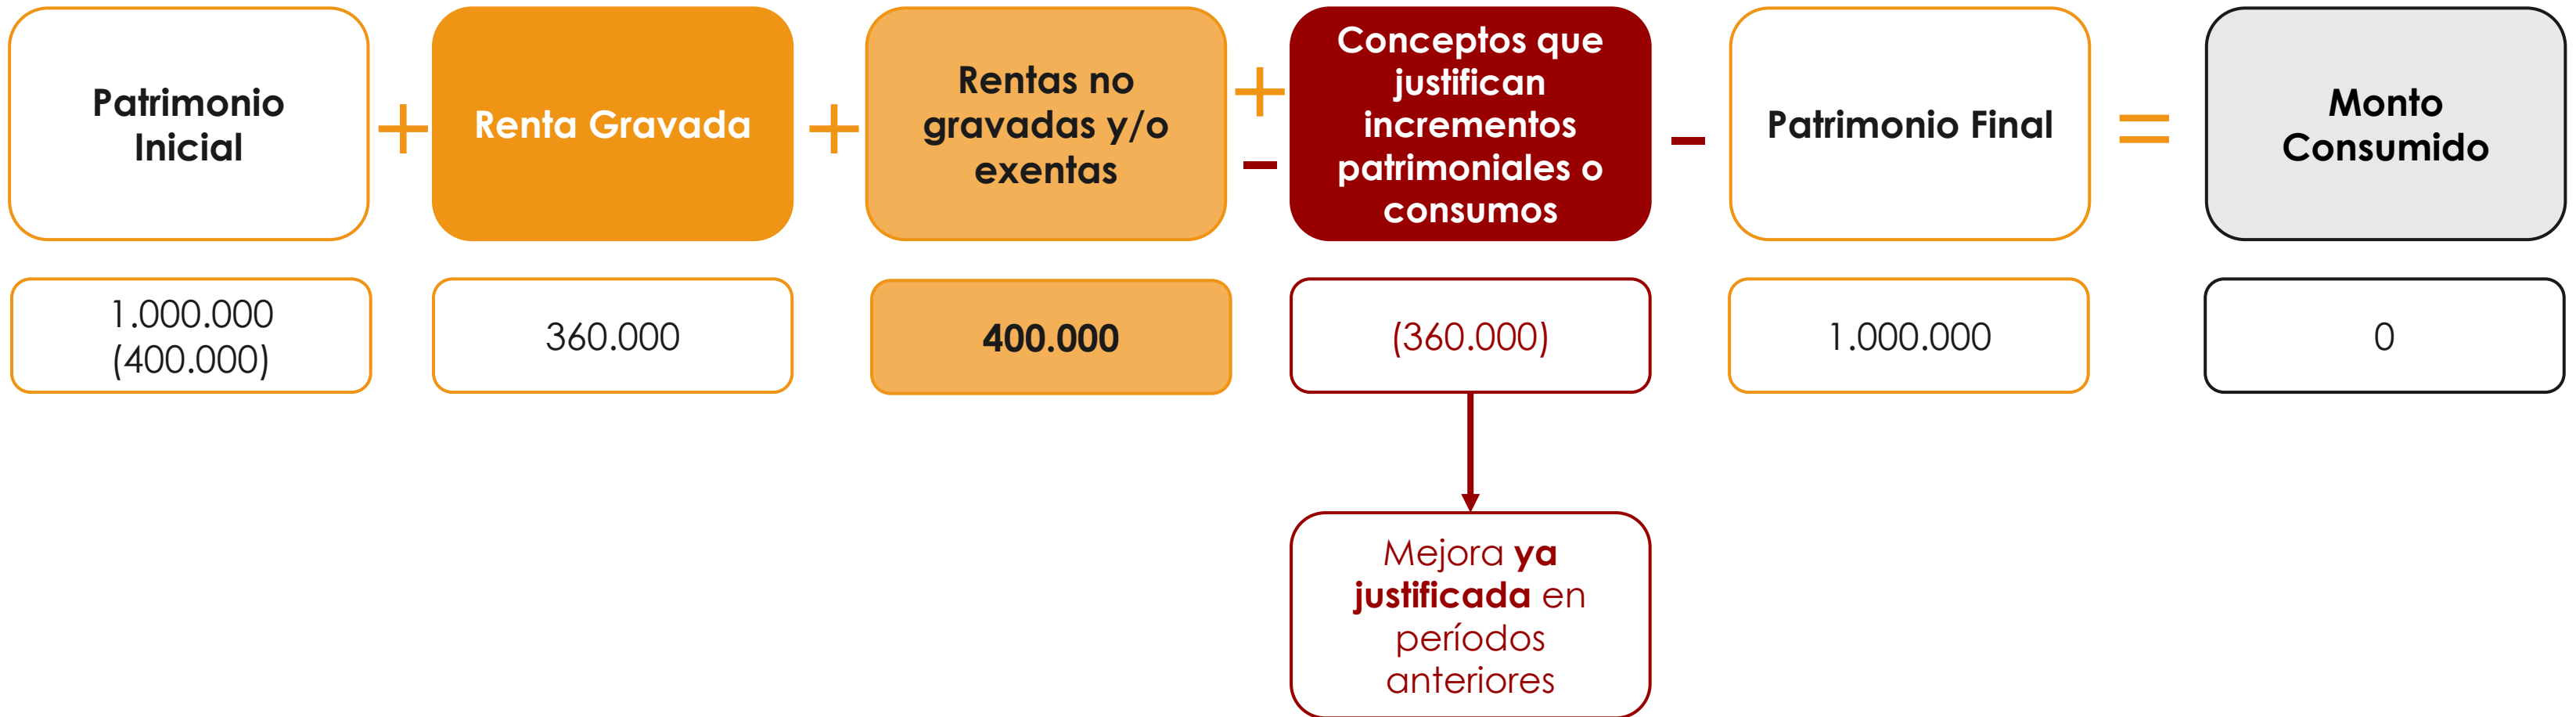 Patrimonio
Inicial
+
Renta Gravada
+
Rentas no
gravadas y/o
exentas
+
-
Conceptos que
justifican
incrementos
patrimoniales o
consumos
-
Patrimonio Final
=
Monto
Consumido
1.000.000
(400.000)
360.000
400.000
(360.000)
1.000.000
0
Mejora ya
justificada en
períodos
anteriores